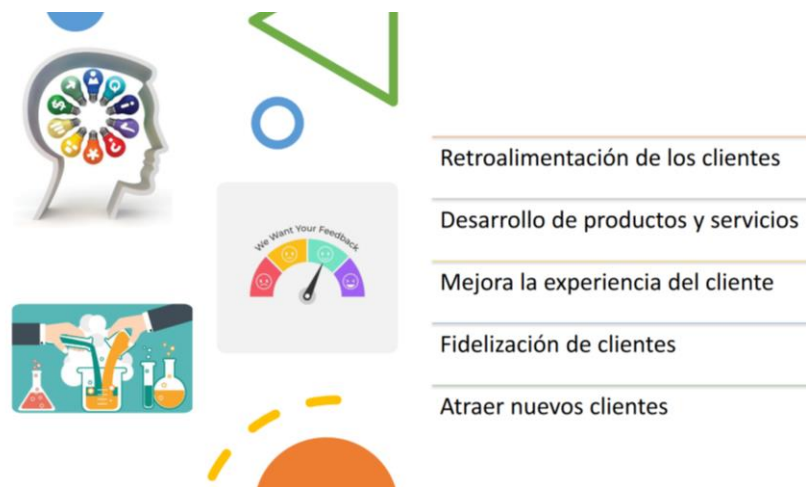 We Want Your Feedback
Retroalimentación de los clientes
Desarrollo de productos y servicios
Mejora la experiencia del cliente
Fidelización de clientes
Atraer nuevos clientes